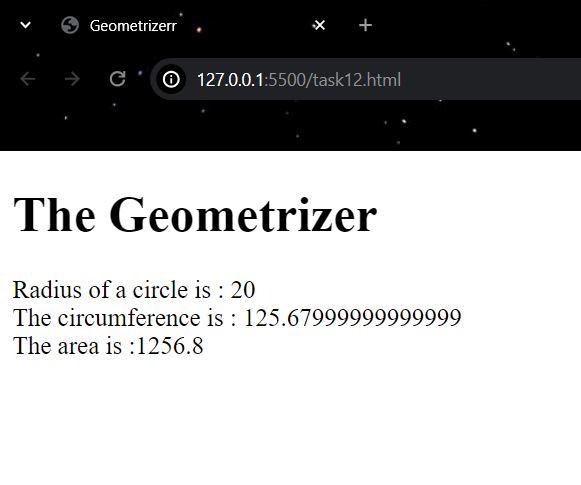 Geometrizerr
127.0.0.1:5500/task12.html
The Geometrizer
Radius of a circle is : 20
The circumference is : 125.67999999999999
The area is :1256.8